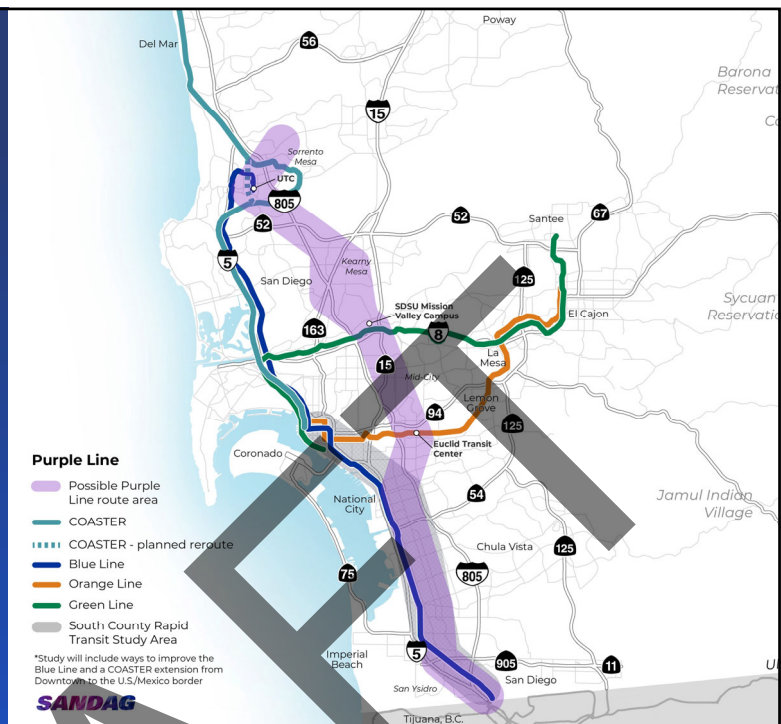 Poway
Del Mar
56
Barona
Reservat
15
Sorrento
Mesa
UTC
805
52
52
Santee
67
5
Kearny
Mesa
125
San Diego
SDSU Mission
Valley Campus
Sycuan
Reservatio
El Cajon
163
8
La
Mesa
15
Mid-City
94
Lemon
Grove
125
Euclid Transit
Center
Coronado
Purple Line
Possible Purple
Line route area
COASTER
COASTER - planned reroute
Blue Line
Orange Line
Green Line
South County Rapid
Transit Study Area
*Study will include ways to improve the
Blue Line and a COASTER extension from
Downtown to the U.S./Mexico border
SANDAG
National
City
54
Jamul Indian
Village
Chula Vista
125
75
805
Imperial
Beach
5
905
11
San Diego
San Ysidro
Tijuana, B.C.